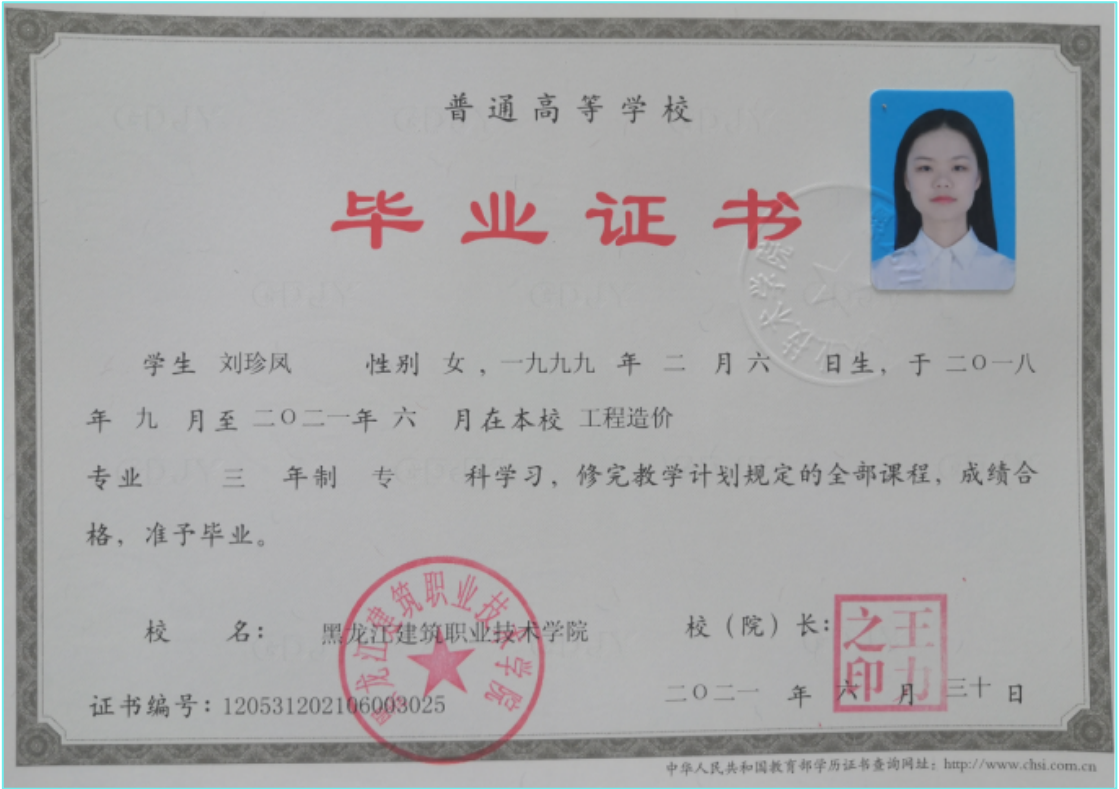 普通高等学校
毕业证书
学生 刘珍凤 性别 女，一九九九 年 二 月 六 日生，于 二〇一八
年 九 月至 二〇二一年 六 月在本校 工程造价
专业 三 年制 专 科学习，修完教学计划规定的全部课程，成绩合
格，准予毕业。
校 名： 黑龙江建筑职业技术学院
校（院）长：
王力之印
黑龙江建筑职业技术学院
证书编号：120531202106003025
二〇二一 年 六 月 三十 日
中华人民共和国教育部学历证书查询网址：http://www.chsi.com.cn